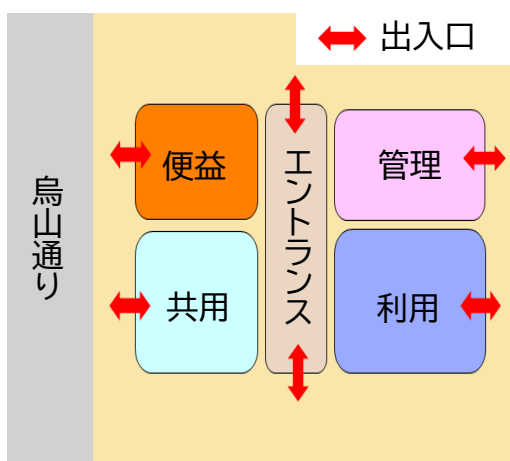 出入口
烏山通り
便益
エントランス
管理
共用
利用